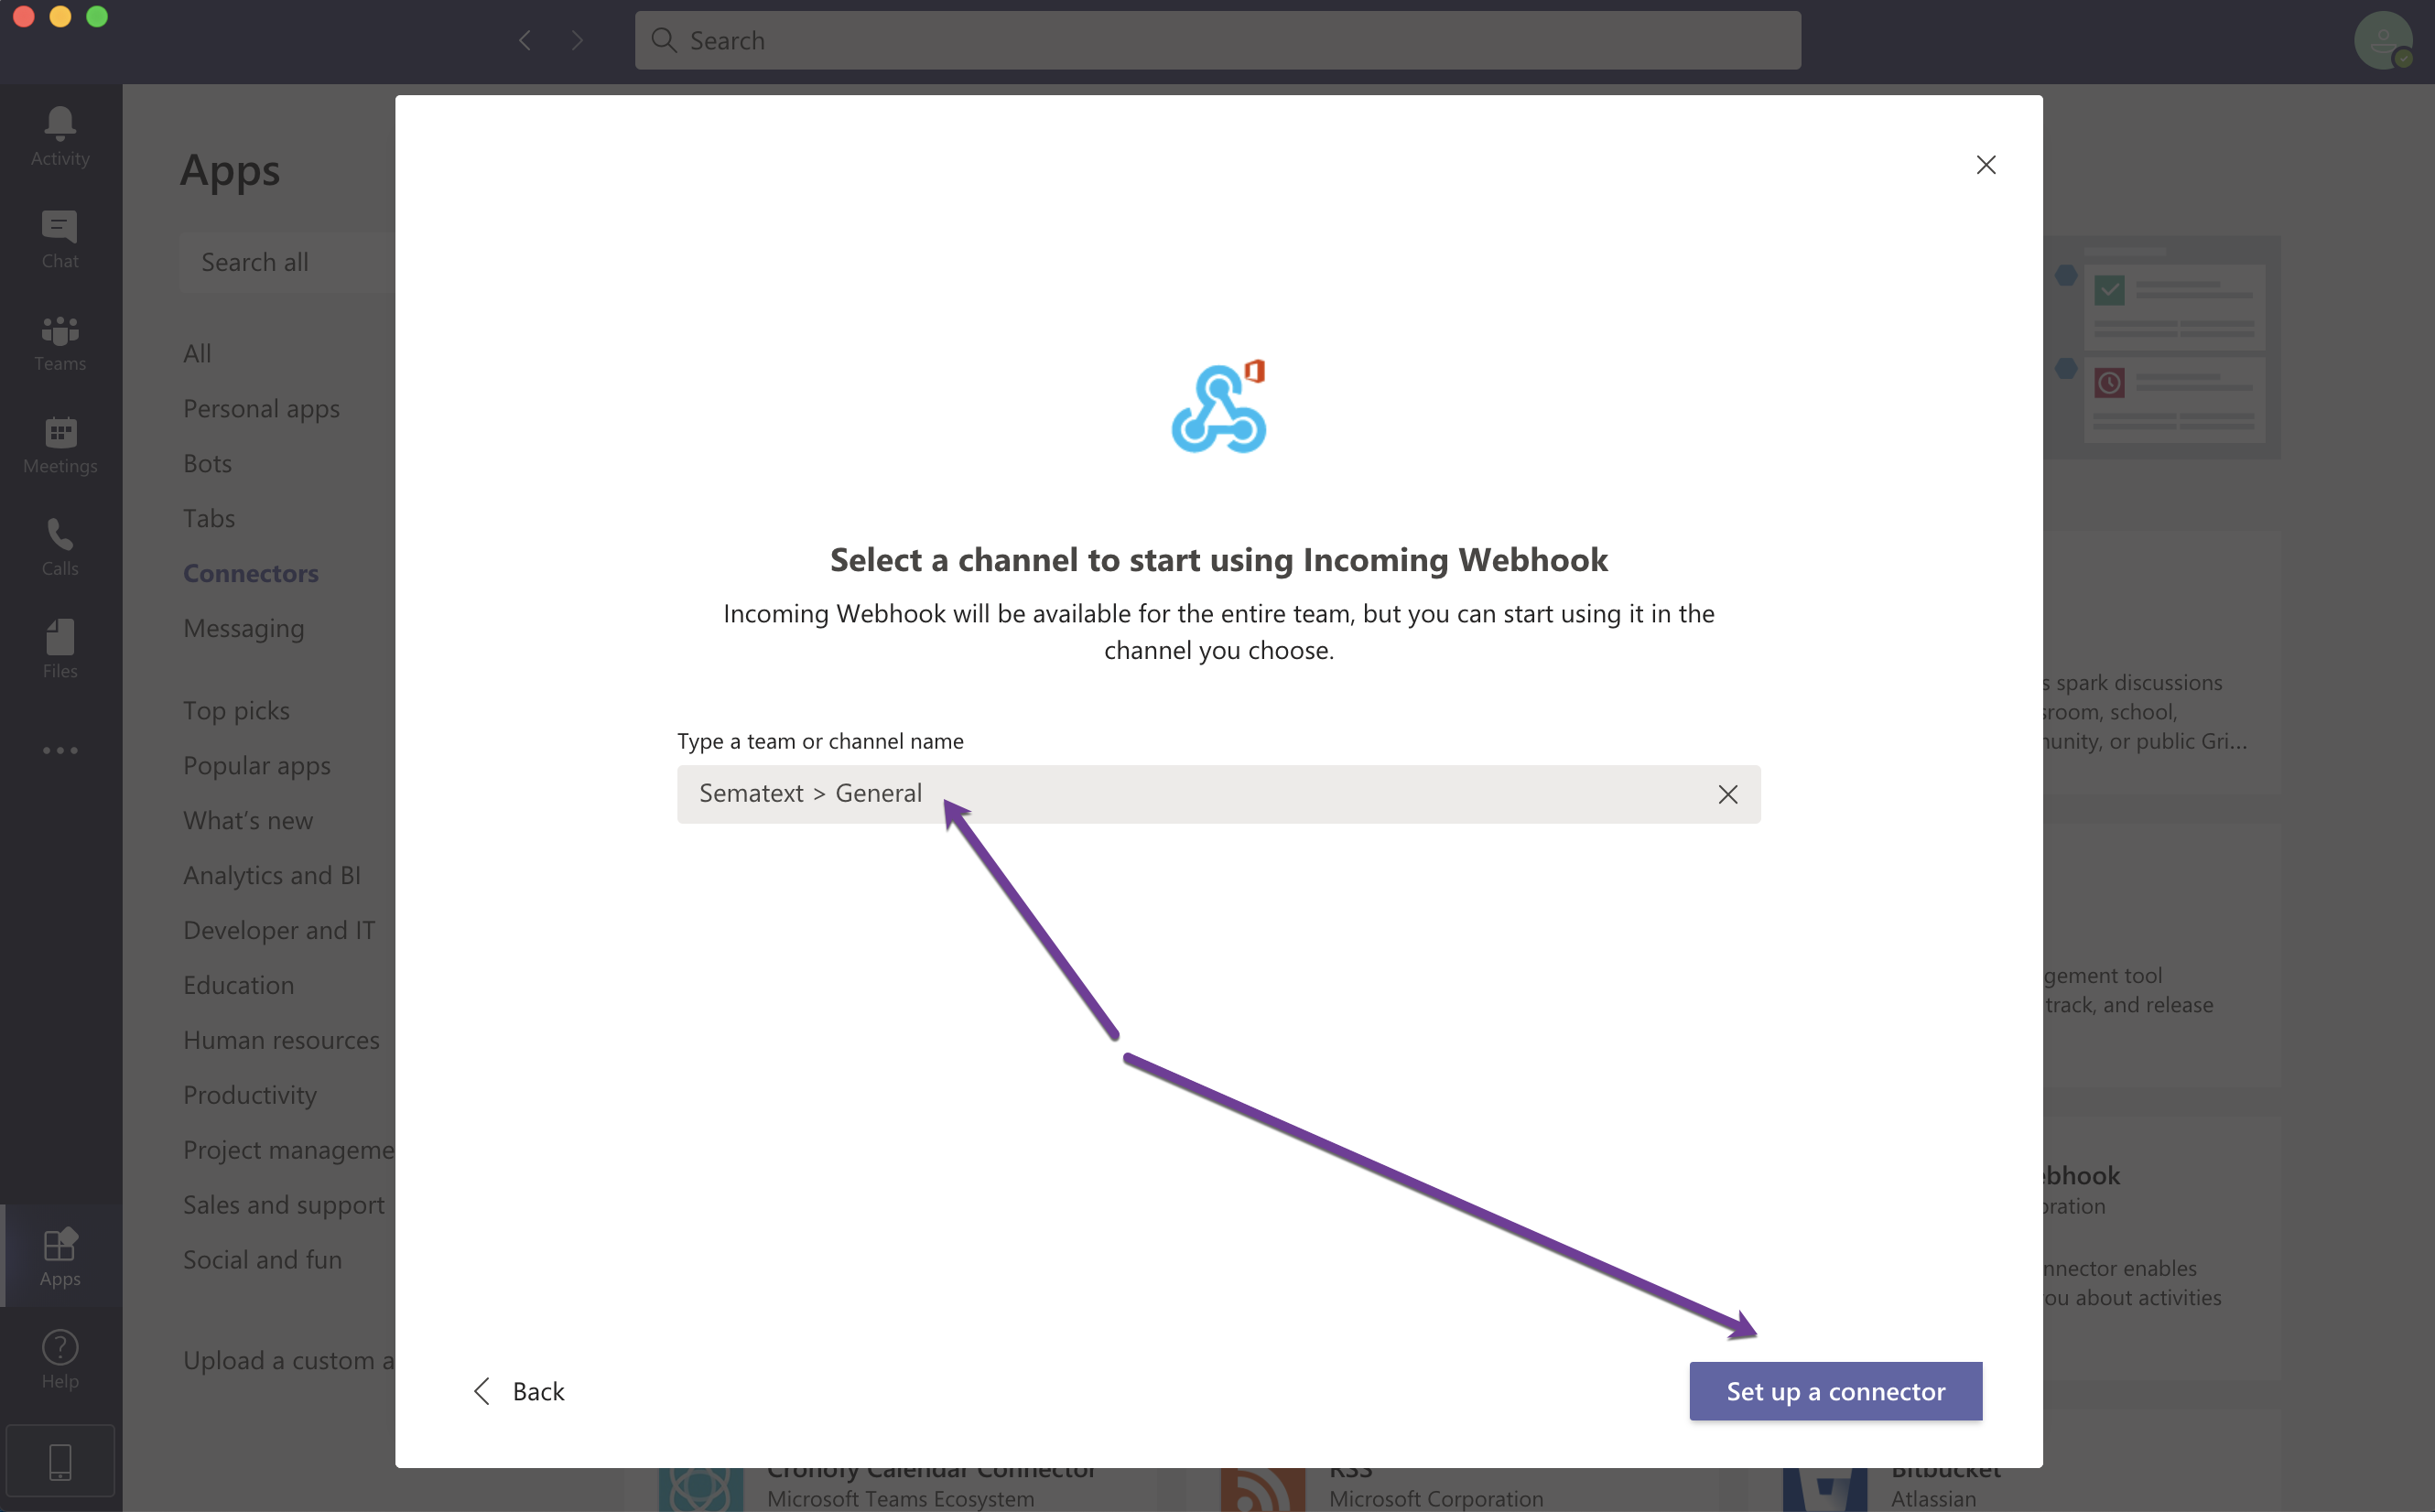 Search
Activity
Chat
Teams
Meetings
Calls
Files
Apps
Help
Apps
Search all
All
Personal apps
Bots
Tabs
Connectors
Messaging
Top picks
Popular apps
What's new
Analytics and BI
Developer and IT
Education
Human resources
Productivity
Project manageme
Sales and support
Social and fun
Upload a custom a
Select a channel to start using Incoming Webhook
Incoming Webhook will be available for the entire team, but you can start using it in the
channel you choose.
Type a team or channel name
Sematext > General
Back
Set up a connector
s spark discussions
sroom, school,
nunity, or public Gri...
gement tool
track, and release
ebhook
oration
nnector enables
ou about activities
Cronofy Calendar Connector
Microsoft Teams Ecosystem
RSS
Microsoft Corporation
Bitbucket
Atlassian